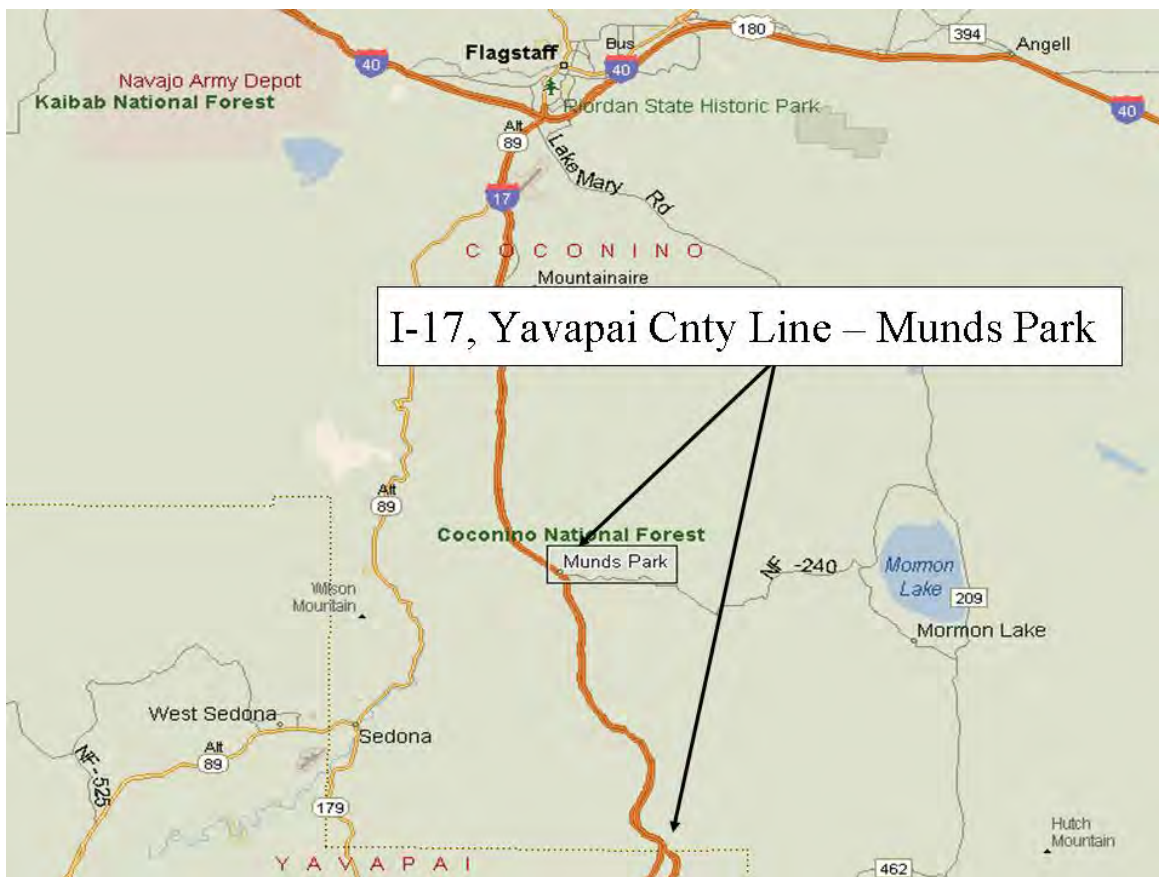 180
394
Bus
Angell
Flagstaff
40
40
40
Navajo Army Depot
Kaibab National Forest
Riordan State Historic Park
Alt
89
Lake Mary Rd
17
COCONINO
Mountainaire
I-17, Yavapai Cnty Line – Munds Park
Alt
89
Coconino National Forest
Munds Park
NF -240
Mormon
Lake
209
Wilson
Mountain
Mormon Lake
West Sedona
Sedona
Alt
89
NF-525
179
Hutch
Mountain
YAVAPAI
462